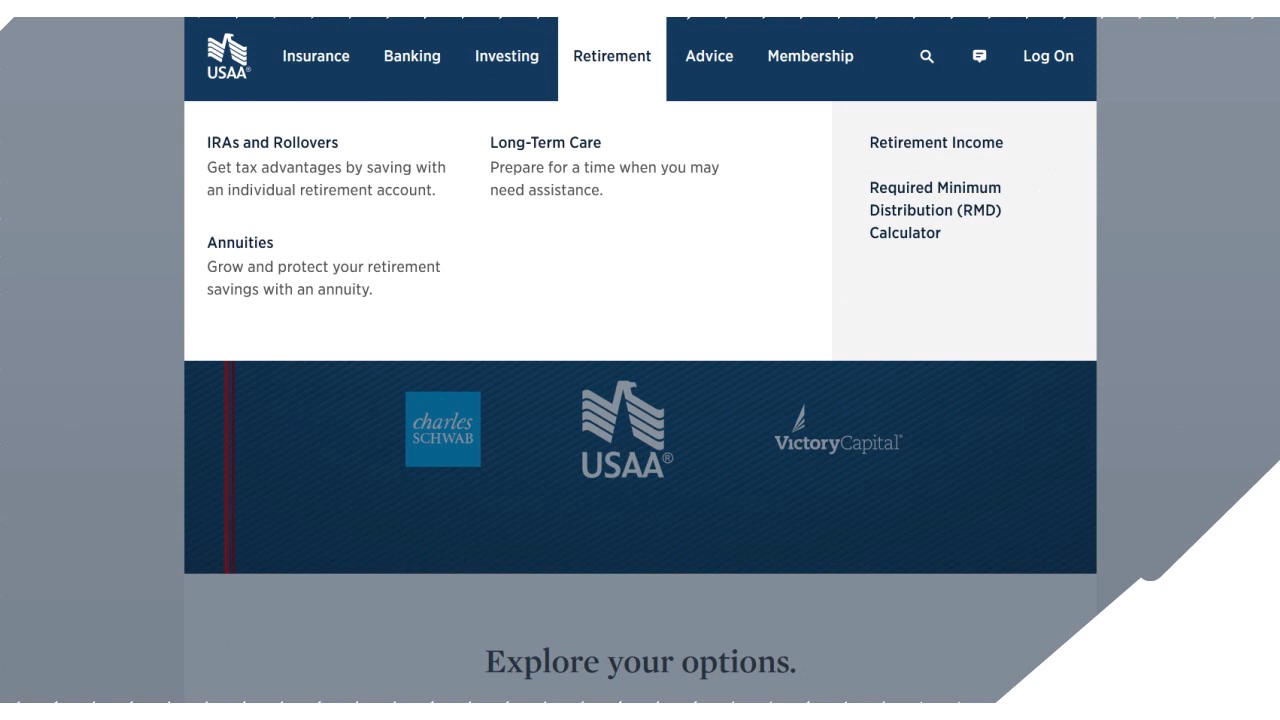 USAA®
Insurance
Banking
Investing
Retirement
Advice
Membership
Log On
IRAs and Rollovers
Get tax advantages by saving with
an individual retirement account.
Long-Term Care
Prepare for a time when you may
need assistance.
Annuities
Grow and protect your retirement
savings with an annuity.
Retirement Income
Required Minimum
Distribution (RMD)
Calculator
charles
SCHWAB
USAA®
VictoryCapital®
Explore your options.